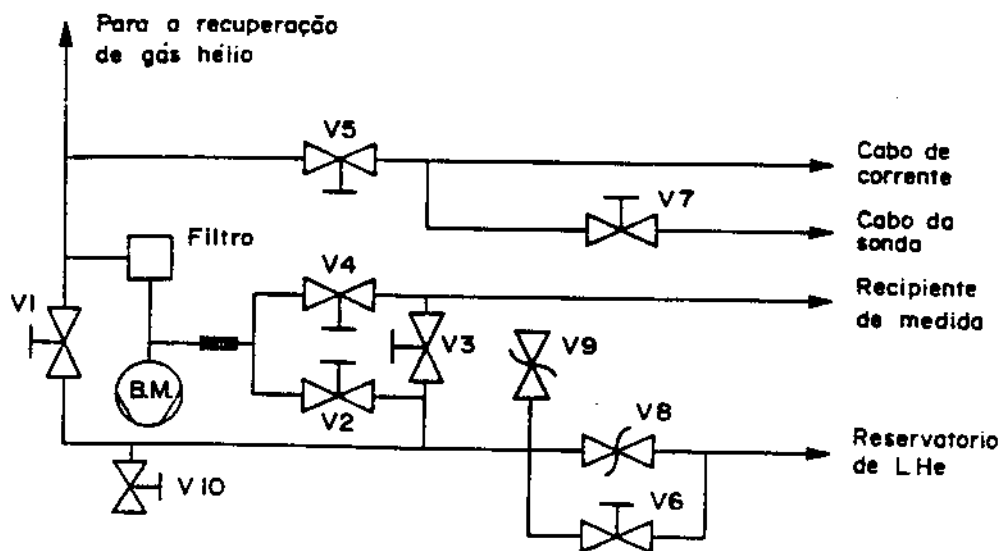 Para a recuperação
de gás hélio
V5
Cabo de
corrente
V7
Cabo da
sonda
Filtro
V4
Recipiente
de medida
V1
V3
V9
B.M.
V2
V8
Reservatorio
de LHe
V10
V6